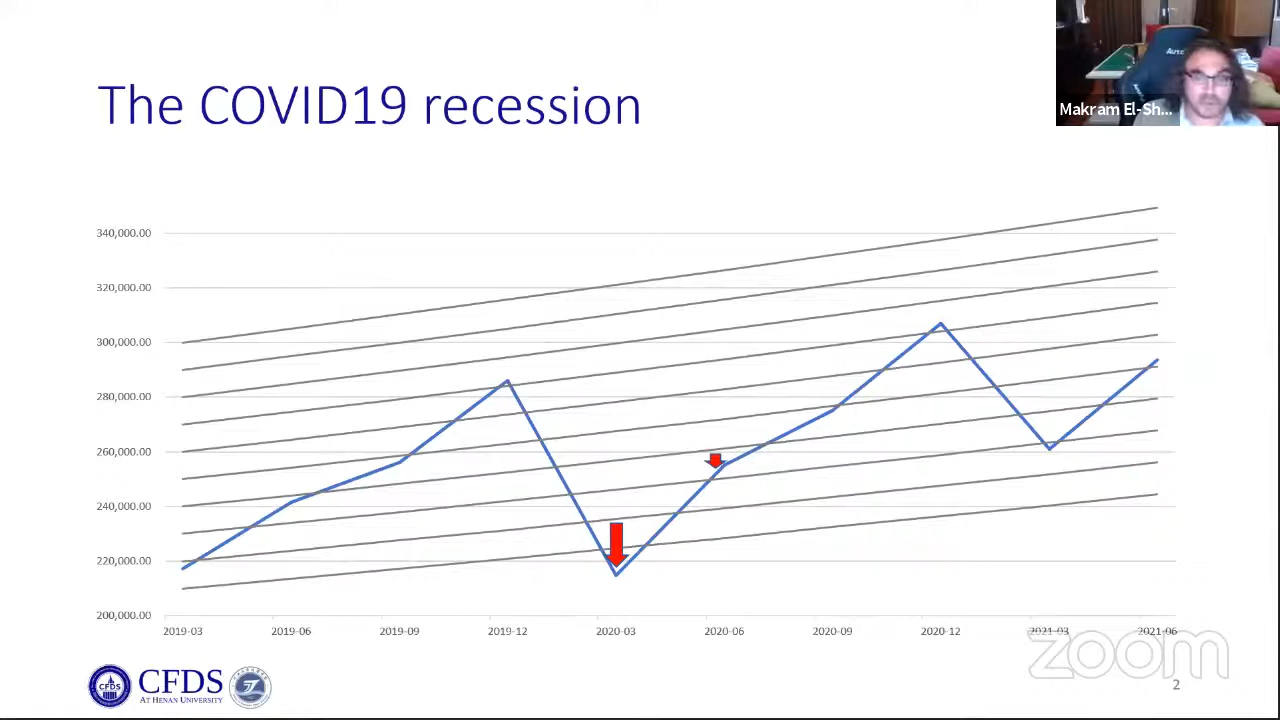 The COVID19 recession
Makram El-Sh...
340,000.00
320,000.00
300,000.00
280,000.00
260,000.00
240,000.00
220,000.00
200,000.00
2019-03 2019-06 2019-09 2019-12 2020-03 2020-06 2020-09 2020-12 2021-03 2021-06
zoom
CFDS
CFDS
AT HENAN UNIVERSITY
2